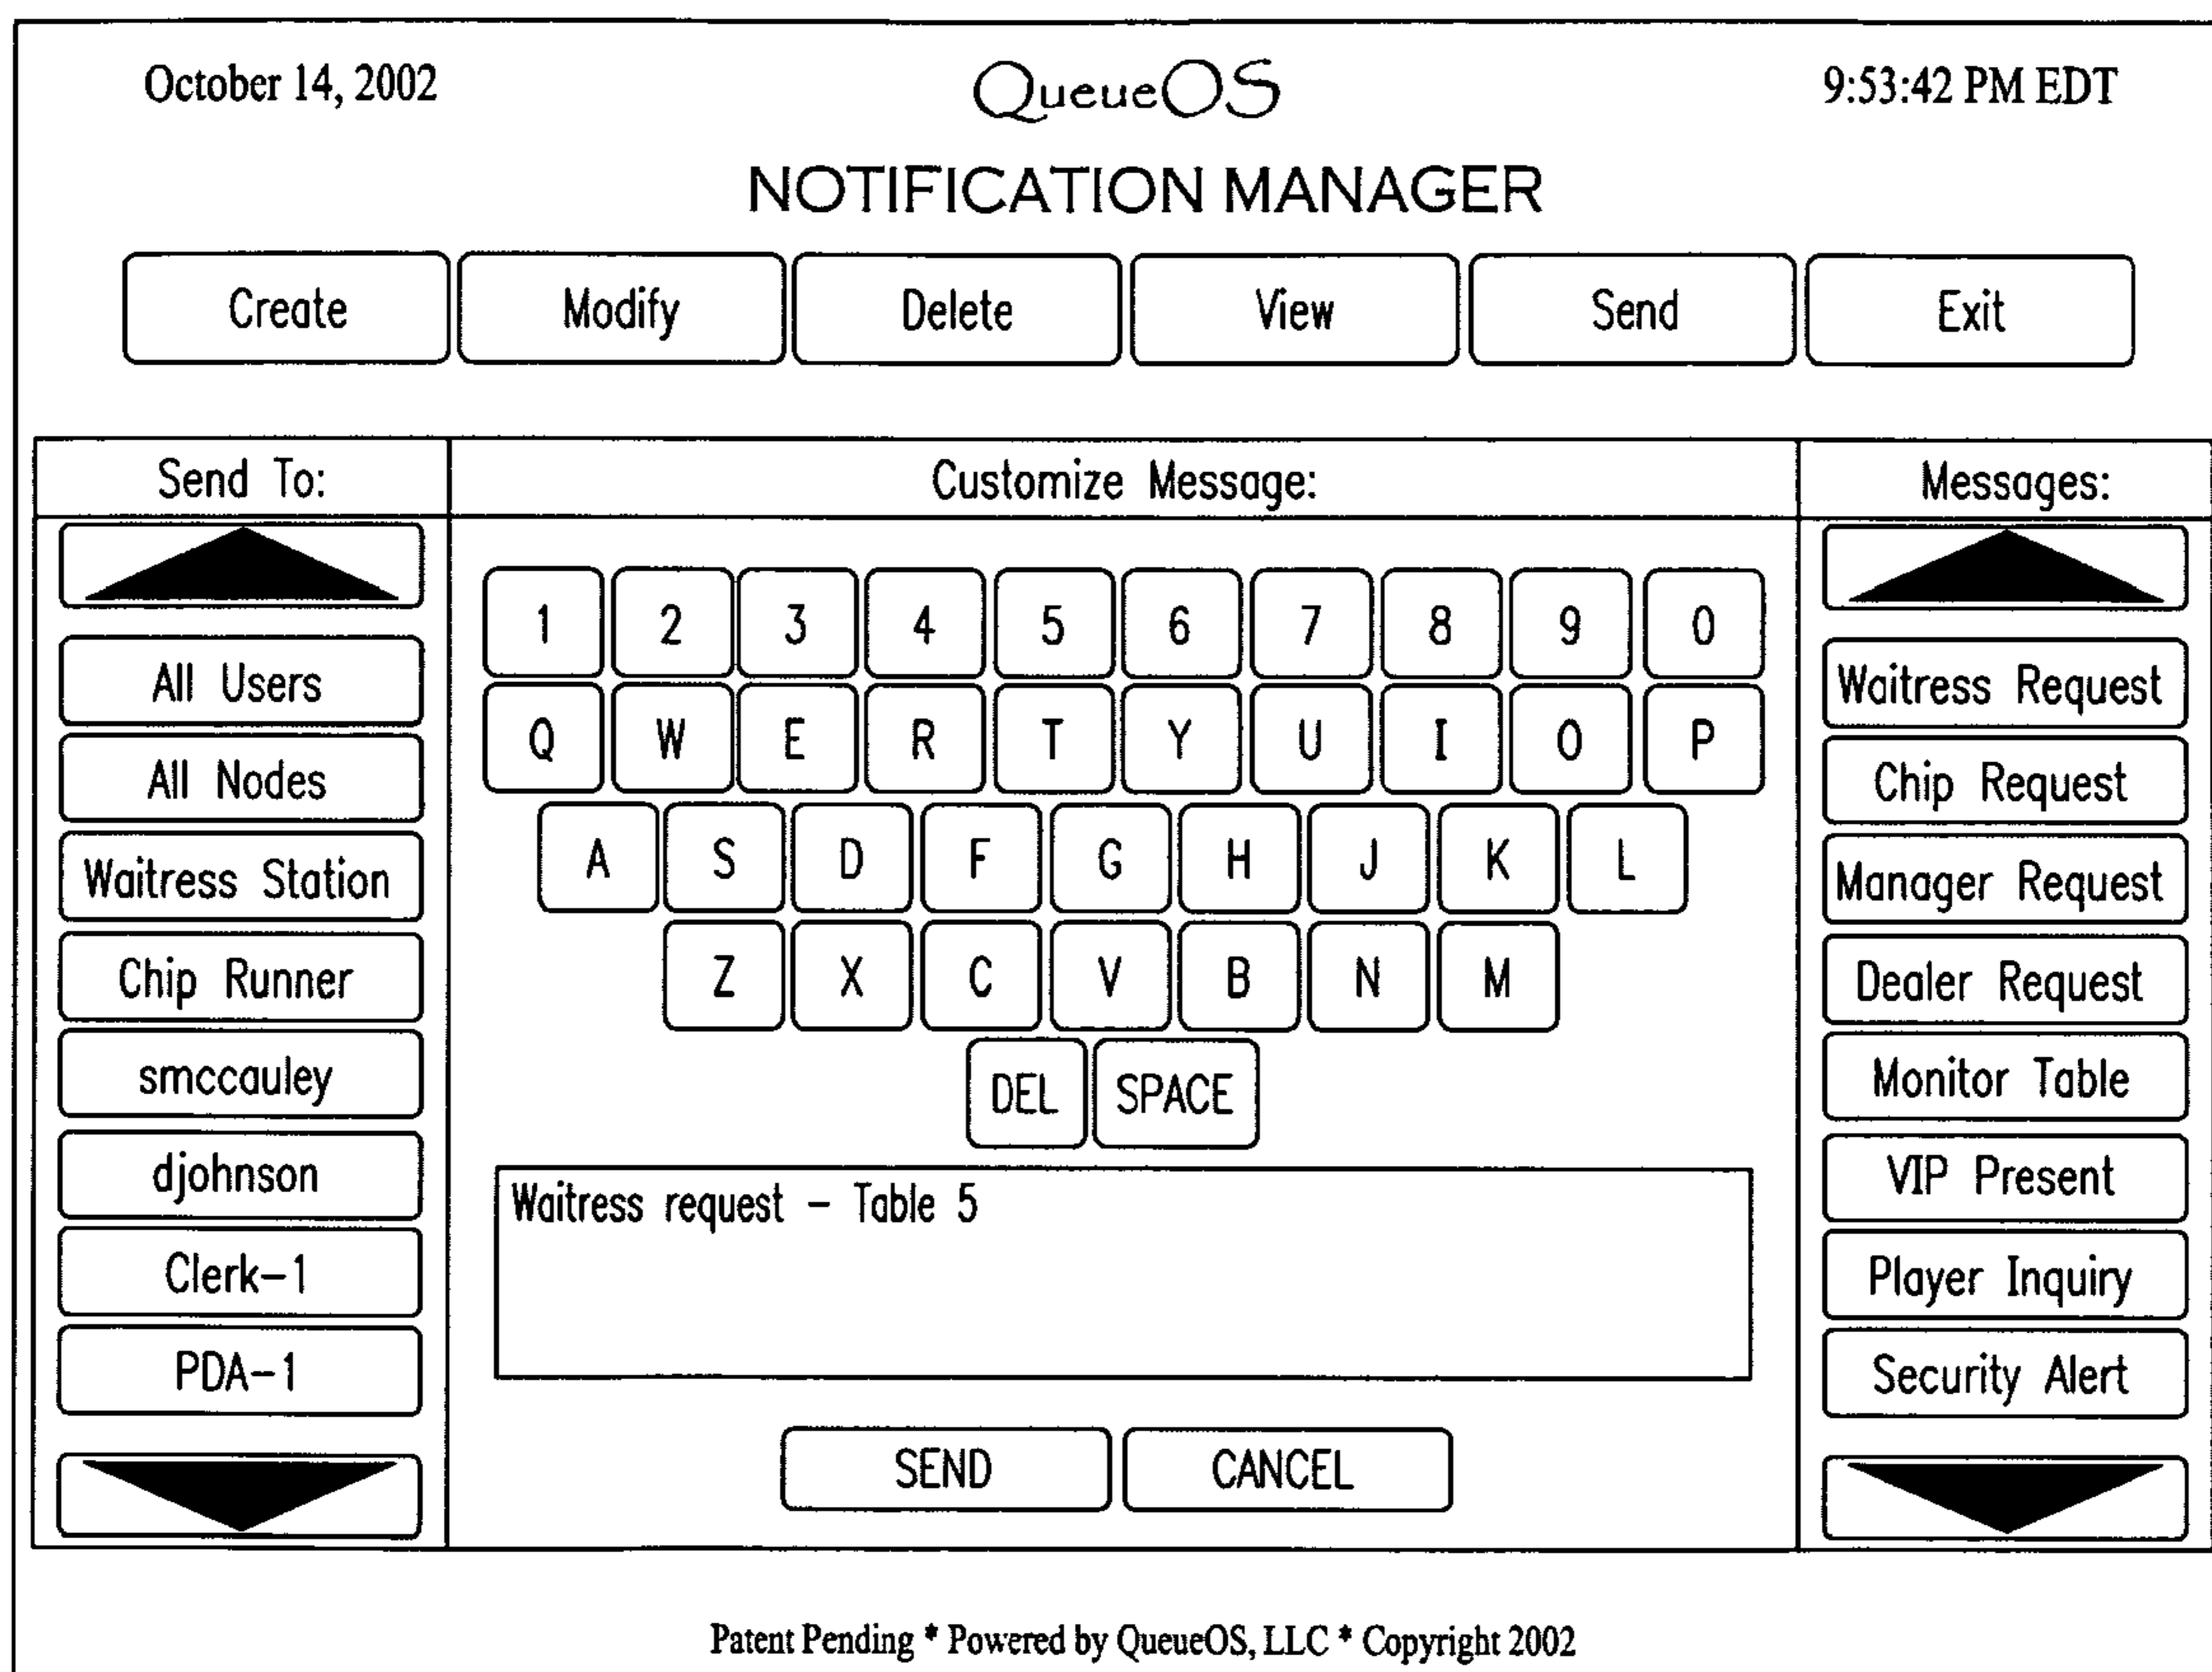 October 14, 2002 QueueOS 9:53:42 PM EDT
NOTIFICATION MANAGER
Create Modify Delete View Send Exit
Send To:
All Users
All Nodes
Waitress Station
Chip Runner
smccauley
djohnson
Clerk-1
PDA-1
Customize Message:
1 2 3 4 5 6 7 8 9 0
Q W E R T Y U I O P
A S D F G H J K L
Z X C V B N M
DEL SPACE
Waitress request – Table 5
SEND CANCEL
Messages:
Waitress Request
Chip Request
Manager Request
Dealer Request
Monitor Table
VIP Present
Player Inquiry
Security Alert
Patent Pending * Powered by QueueOS, LLC * Copyright 2002